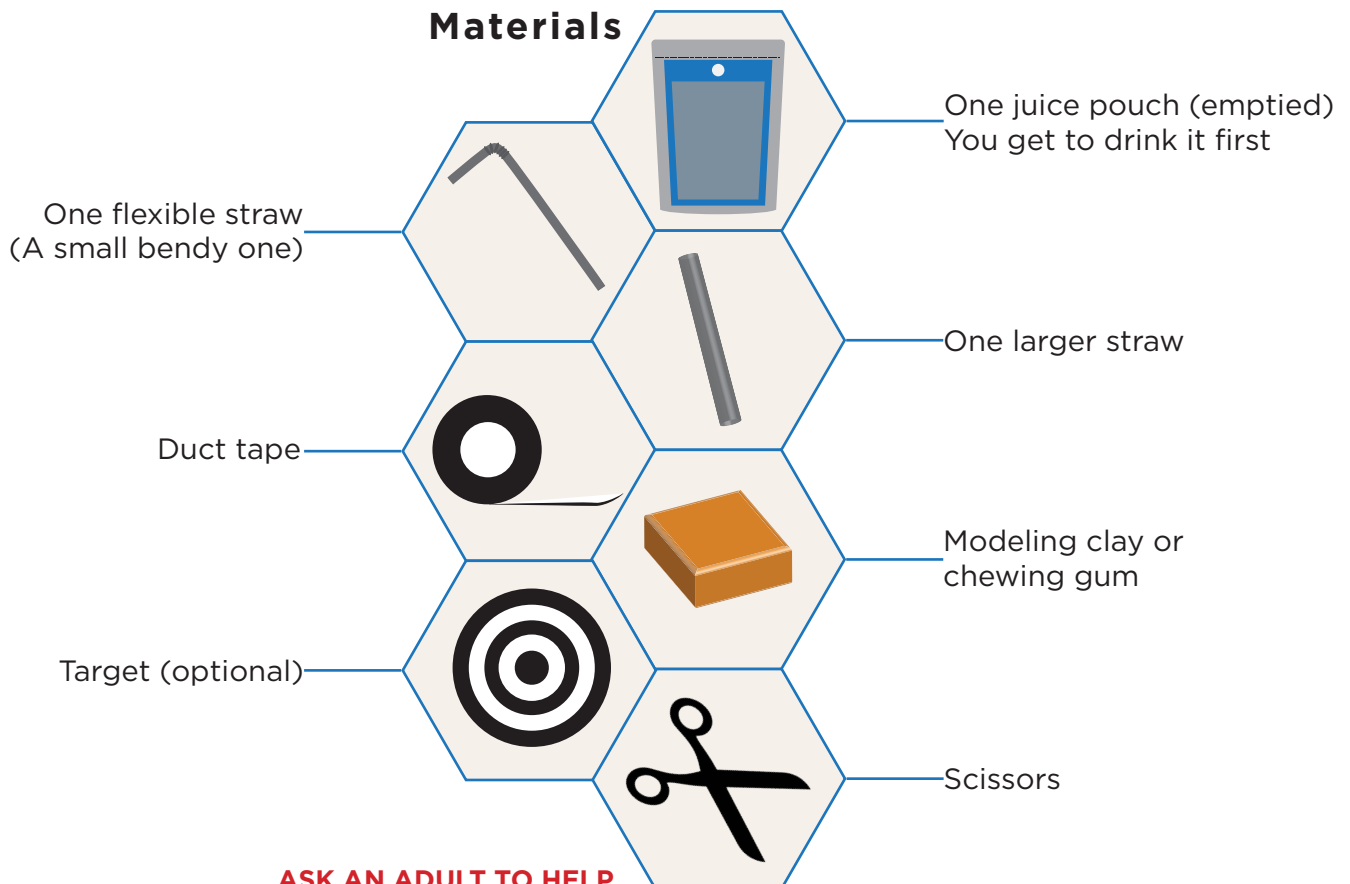 Materials
One juice pouch (emptied)
You get to drink it first
One flexible straw
(A small bendy one)
One larger straw
Duct tape
Modeling clay or
chewing gum
Target (optional)
Scissors
ASK AN ADULT TO HELP